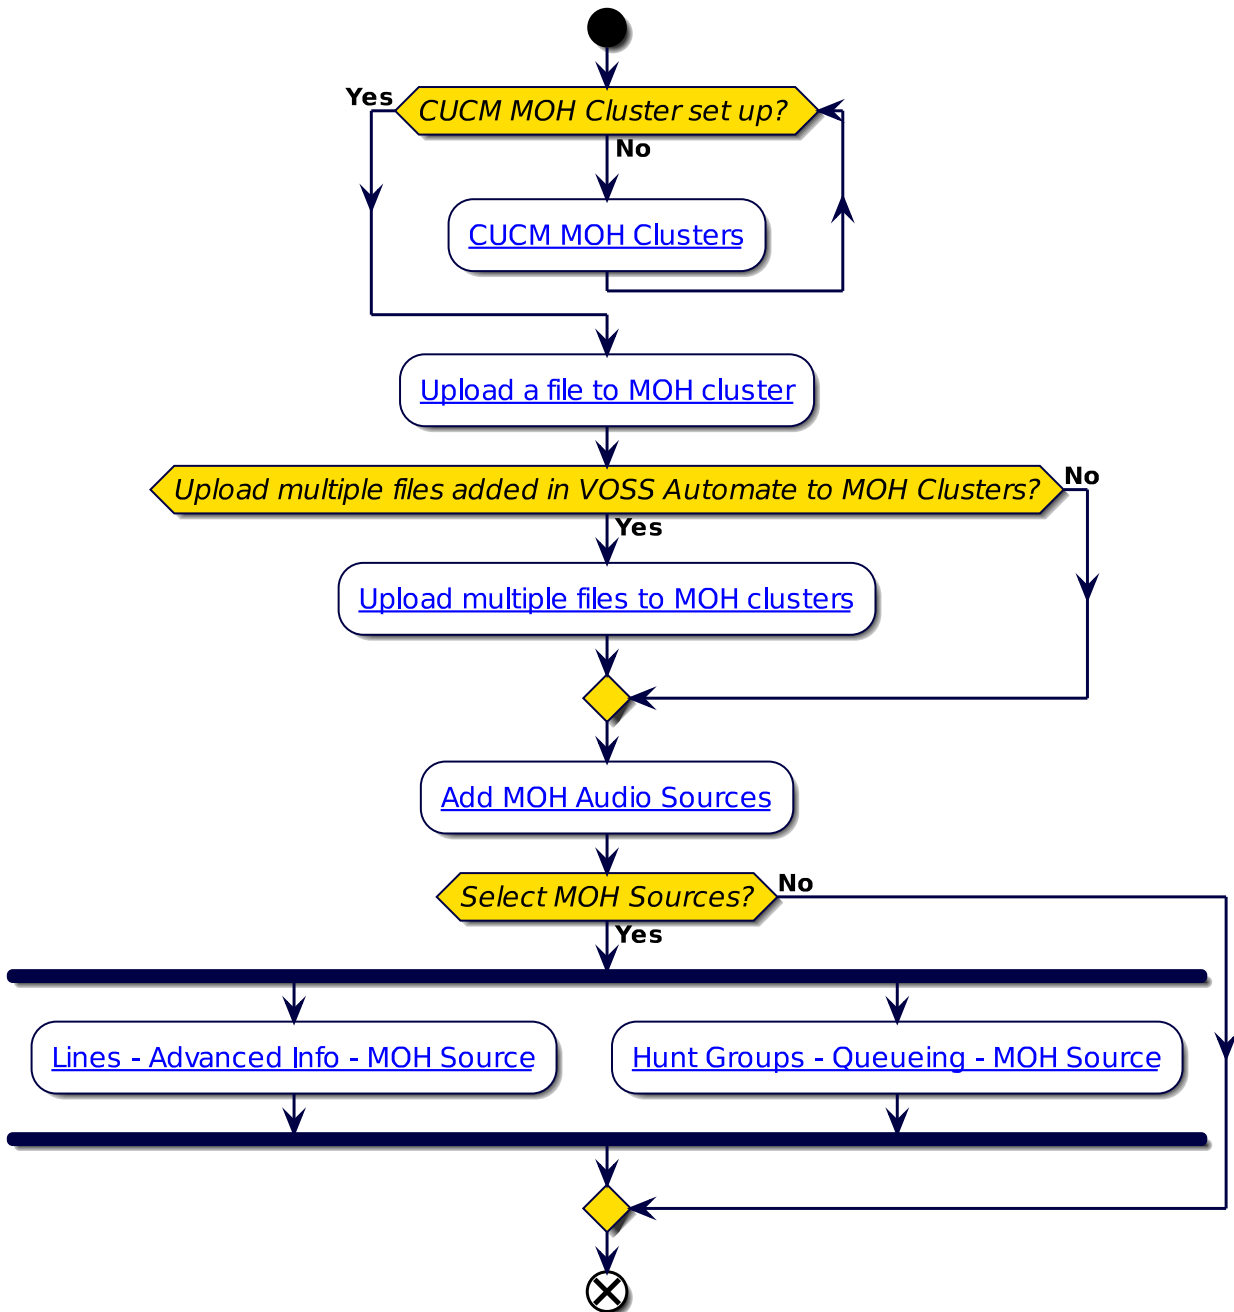 Yes
CUCM MOH Cluster set up?
No
CUCM MOH Clusters
Upload a file to MOH cluster
Upload multiple files added in VOSS Automate to MOH Clusters?
No
Yes
Upload multiple files to MOH clusters
Add MOH Audio Sources
Select MOH Sources?
No
Yes
Lines - Advanced Info - MOH Source
Hunt Groups - Queueing - MOH Source